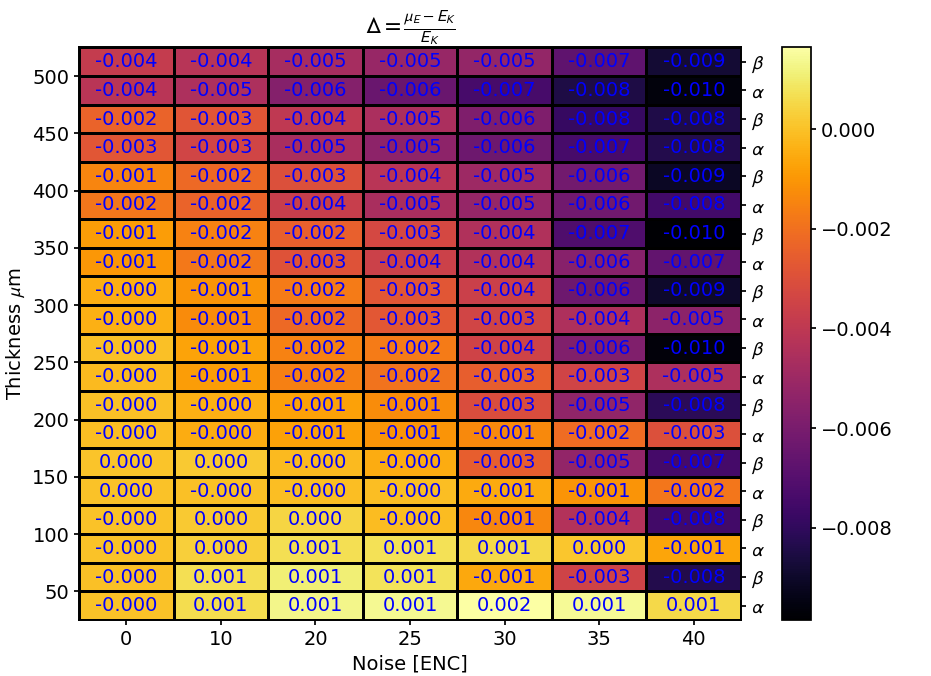 Δ = (μ_E − E_K) / E_K
-0.004 -0.004 -0.005 -0.005 -0.005 -0.007 -0.009 β
500
-0.004 -0.005 -0.006 -0.006 -0.007 -0.008 -0.010 α
-0.002 -0.003 -0.004 -0.005 -0.006 -0.008 -0.008 β
450
-0.003 -0.003 -0.005 -0.005 -0.006 -0.007 -0.008 α
-0.001 -0.002 -0.003 -0.004 -0.005 -0.006 -0.009 β
400
-0.002 -0.002 -0.004 -0.005 -0.005 -0.006 -0.008 α
-0.001 -0.002 -0.002 -0.003 -0.004 -0.007 -0.010 β
350
-0.001 -0.002 -0.003 -0.004 -0.004 -0.006 -0.007 α
-0.000 -0.001 -0.002 -0.003 -0.004 -0.006 -0.009 β
300
-0.000 -0.001 -0.002 -0.003 -0.003 -0.004 -0.005 α
-0.000 -0.001 -0.002 -0.002 -0.004 -0.006 -0.010 β
250
-0.000 -0.001 -0.002 -0.002 -0.003 -0.003 -0.005 α
-0.000 -0.000 -0.001 -0.001 -0.003 -0.005 -0.008 β
200
-0.000 -0.000 -0.001 -0.001 -0.001 -0.002 -0.003 α
0.000 0.000 -0.000 -0.000 -0.003 -0.005 -0.007 β
150
0.000 -0.000 -0.000 -0.000 -0.001 -0.001 -0.002 α
-0.000 0.000 0.000 -0.000 -0.001 -0.004 -0.008 β
100
-0.000 0.000 0.001 0.001 0.001 0.000 -0.001 α
-0.000 0.001 0.001 0.001 -0.001 -0.003 -0.008 β
50
-0.000 0.001 0.001 0.001 0.002 0.001 0.001 α
0 10 20 25 30 35 40
Noise [ENC]
Thickness μm
0.000
−0.002
−0.004
−0.006
−0.008